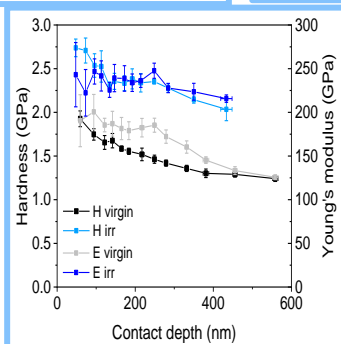 3.0
2.5
2.0
1.5
1.0
0.5
0.0
Hardness (GPa)
300
250
200
150
100
50
0
Young's modulus (GPa)
H virgin
H irr
E virgin
E irr
0 200 400 600
Contact depth (nm)